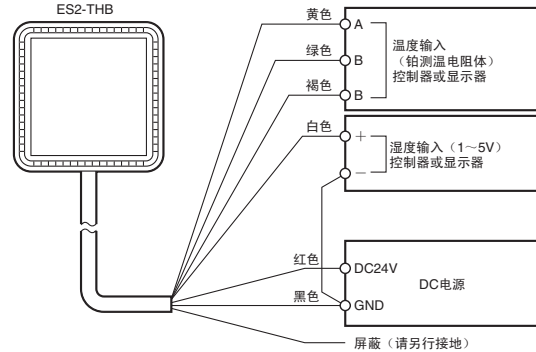 ES2-THB
黄色
A
绿色
B
褐色
B
温度输入
（铂测温电阻体）
控制器或显示器
白色
＋
－
湿度输入（1～5V）
控制器或显示器
红色
DC24V
黑色
GND
DC电源
屏蔽（请另行接地）